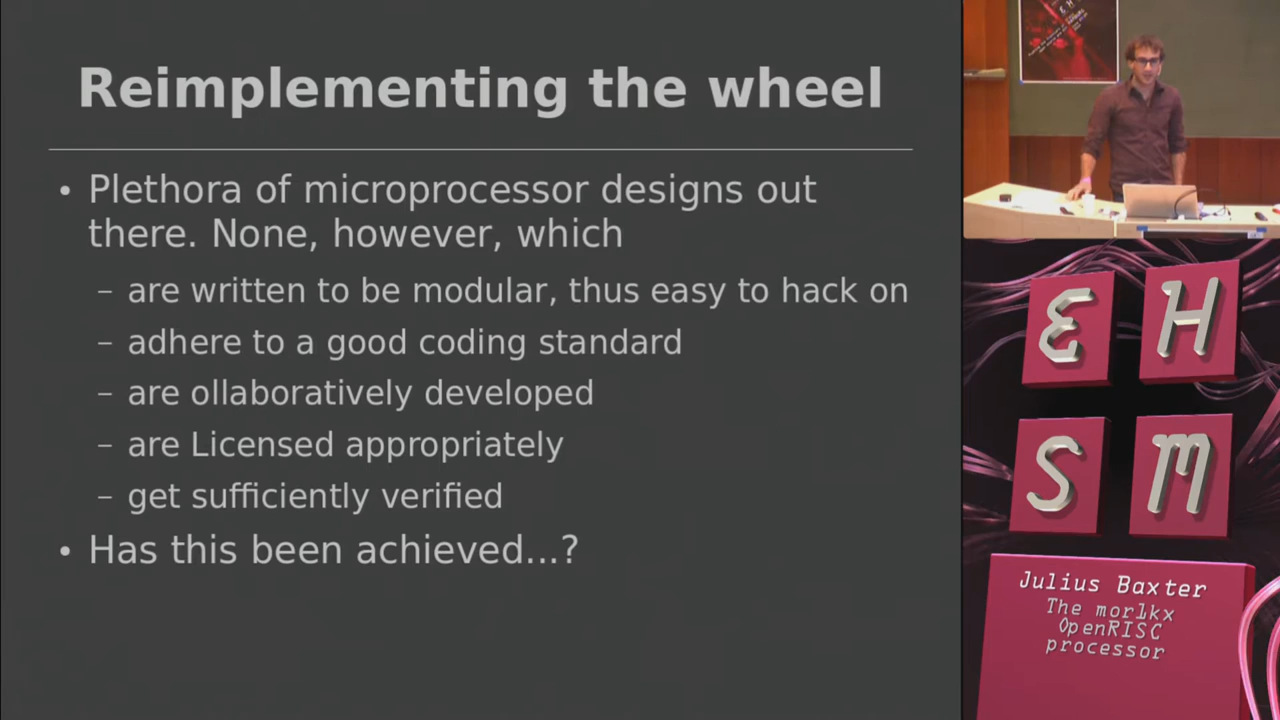 Reimplementing the wheel
• Plethora of microprocessor designs out
there. None, however, which
– are written to be modular, thus easy to hack on
– adhere to a good coding standard
– are ollaboratively developed
– are Licensed appropriately
– get sufficiently verified
• Has this been achieved...?
E H
S M
Julius Baxter
The mor1kx
OpenRISC
processor